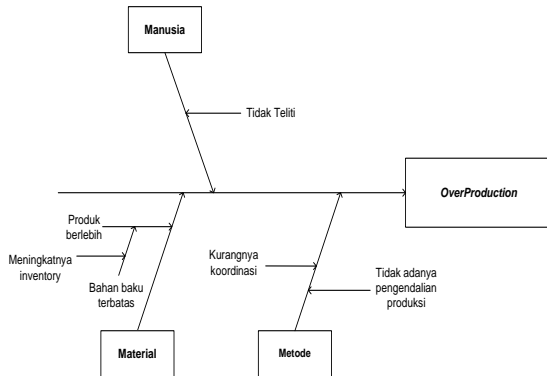 Manusia
Tidak Teliti
OverProduction
Produk
berlebih
Meningkatnya
inventory
Bahan baku
terbatas
Kurangnya
koordinasi
Tidak adanya
pengendalian
produksi
Material
Metode